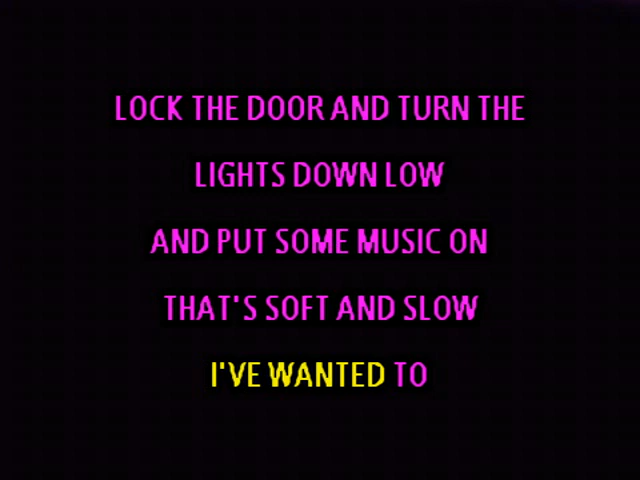 LOCK THE DOOR AND TURN THE
LIGHTS DOWN LOW
AND PUT SOME MUSIC ON
THAT'S SOFT AND SLOW
I'VE WANTED TO